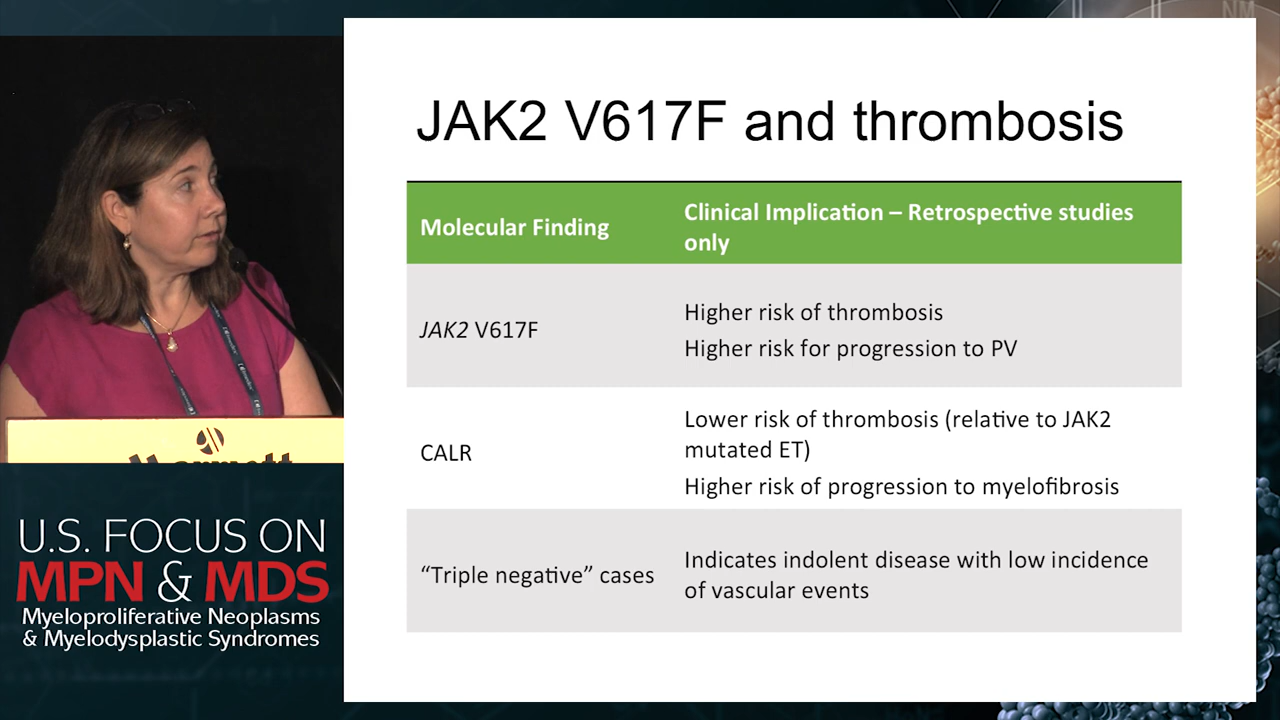 NM
JAK2 V617F and thrombosis
Molecular Finding
Clinical Implication – Retrospective studies
only
JAK2 V617F
Higher risk of thrombosis
Higher risk for progression to PV
CALR
Lower risk of thrombosis (relative to JAK2
mutated ET)
Higher risk of progression to myelofibrosis
“Triple negative” cases
Indicates indolent disease with low incidence
of vascular events
Marriott
U.S. FOCUS ON
MPN & MDS
Myeloproliferative Neoplasms
& Myelodysplastic Syndromes